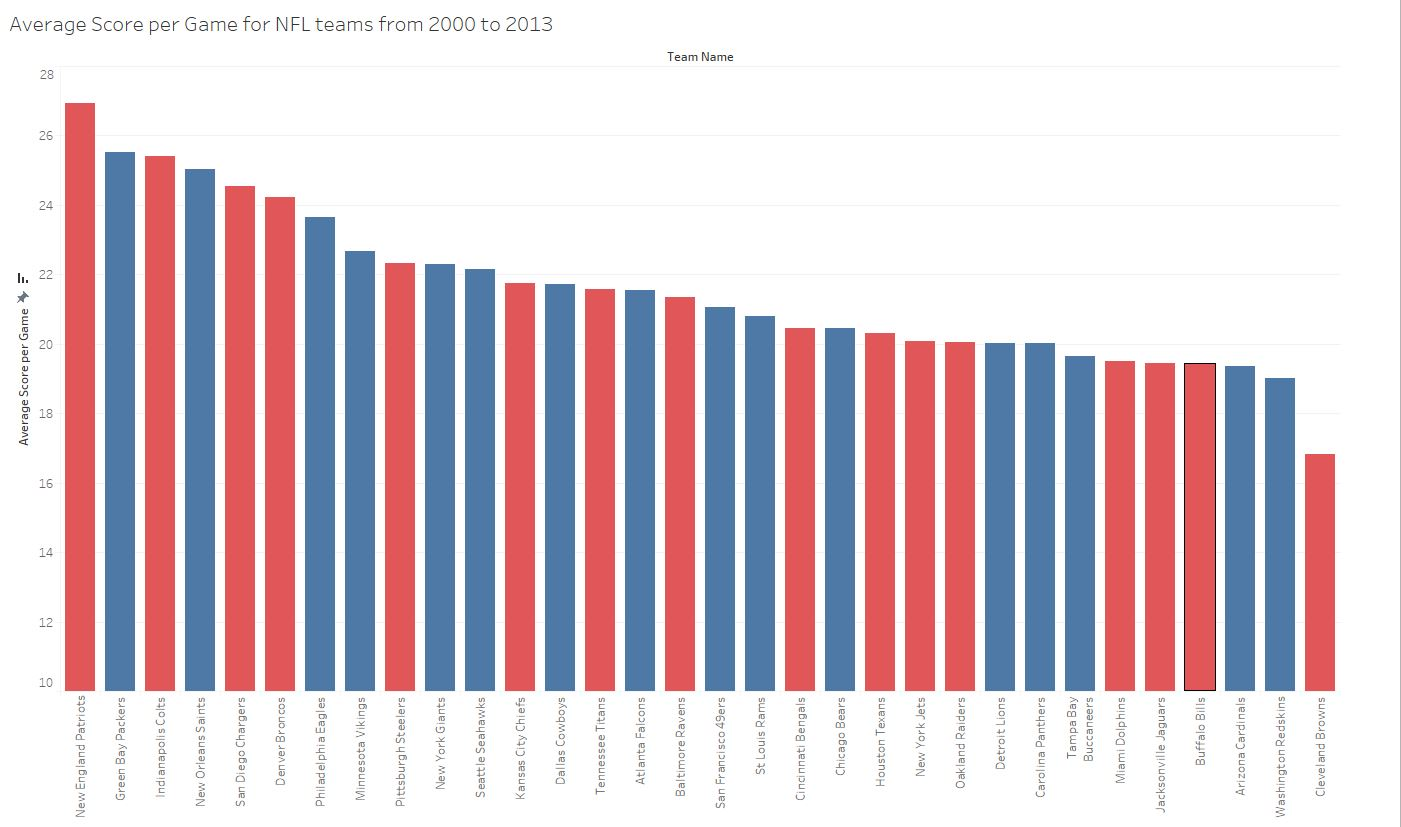 Average Score per Game for NFL teams from 2000 to 2013
Team Name
Average Score per Game
28
26
24
22
20
18
16
14
12
10
New England Patriots
Green Bay Packers
Indianapolis Colts
New Orleans Saints
San Diego Chargers
Denver Broncos
Philadelphia Eagles
Minnesota Vikings
Pittsburgh Steelers
New York Giants
Seattle Seahawks
Kansas City Chiefs
Dallas Cowboys
Tennessee Titans
Atlanta Falcons
Baltimore Ravens
San Francisco 49ers
St Louis Rams
Cincinnati Bengals
Chicago Bears
Houston Texans
New York Jets
Oakland Raiders
Detroit Lions
Carolina Panthers
Tampa Bay
Buccaneers
Miami Dolphins
Jacksonville Jaguars
Buffalo Bills
Arizona Cardinals
Washington Redskins
Cleveland Browns